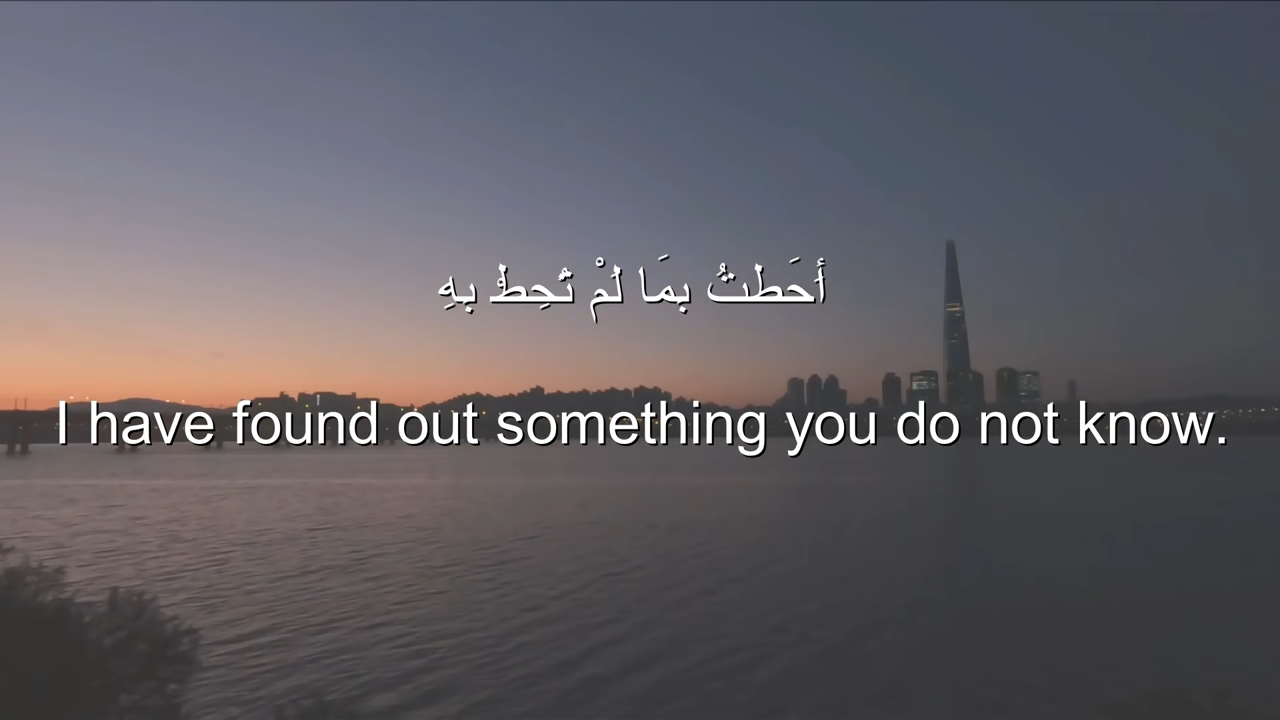 أَحَطتُ بِمَا لَمْ تُحِطْ بِهِ
I have found out something you do not know.